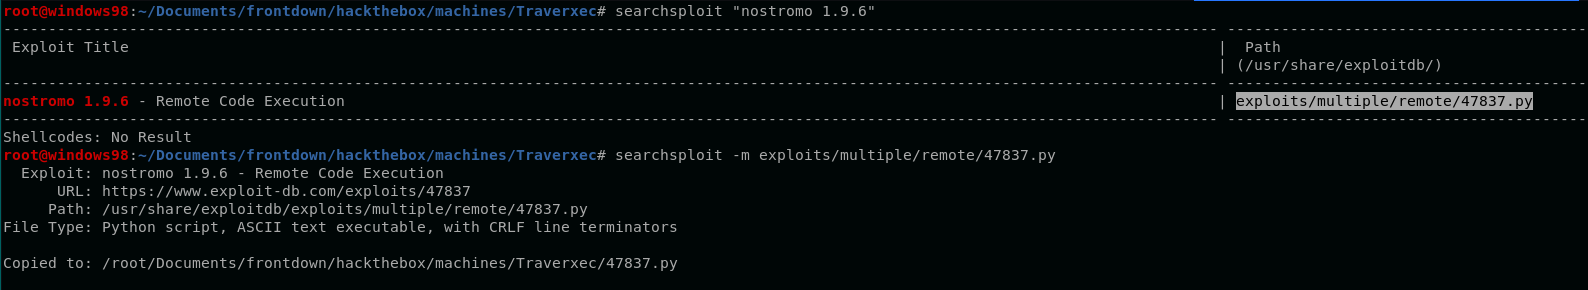 root@windows98:~/Documents/frontdown/hackthebox/machines/Traverxec# searchsploit "nostromo 1.9.6"
--------------------------------------------------------------------------------------------------------------------------------------- ----------------------------------------
Exploit Title | Path
| (/usr/share/exploitdb/)
--------------------------------------------------------------------------------------------------------------------------------------- ----------------------------------------
nostromo 1.9.6 - Remote Code Execution | exploits/multiple/remote/47837.py
--------------------------------------------------------------------------------------------------------------------------------------- ----------------------------------------
Shellcodes: No Result
root@windows98:~/Documents/frontdown/hackthebox/machines/Traverxec# searchsploit -m exploits/multiple/remote/47837.py
Exploit: nostromo 1.9.6 - Remote Code Execution
URL: https://www.exploit-db.com/exploits/47837
Path: /usr/share/exploitdb/exploits/multiple/remote/47837.py
File Type: Python script, ASCII text executable, with CRLF line terminators
Copied to: /root/Documents/frontdown/hackthebox/machines/Traverxec/47837.py